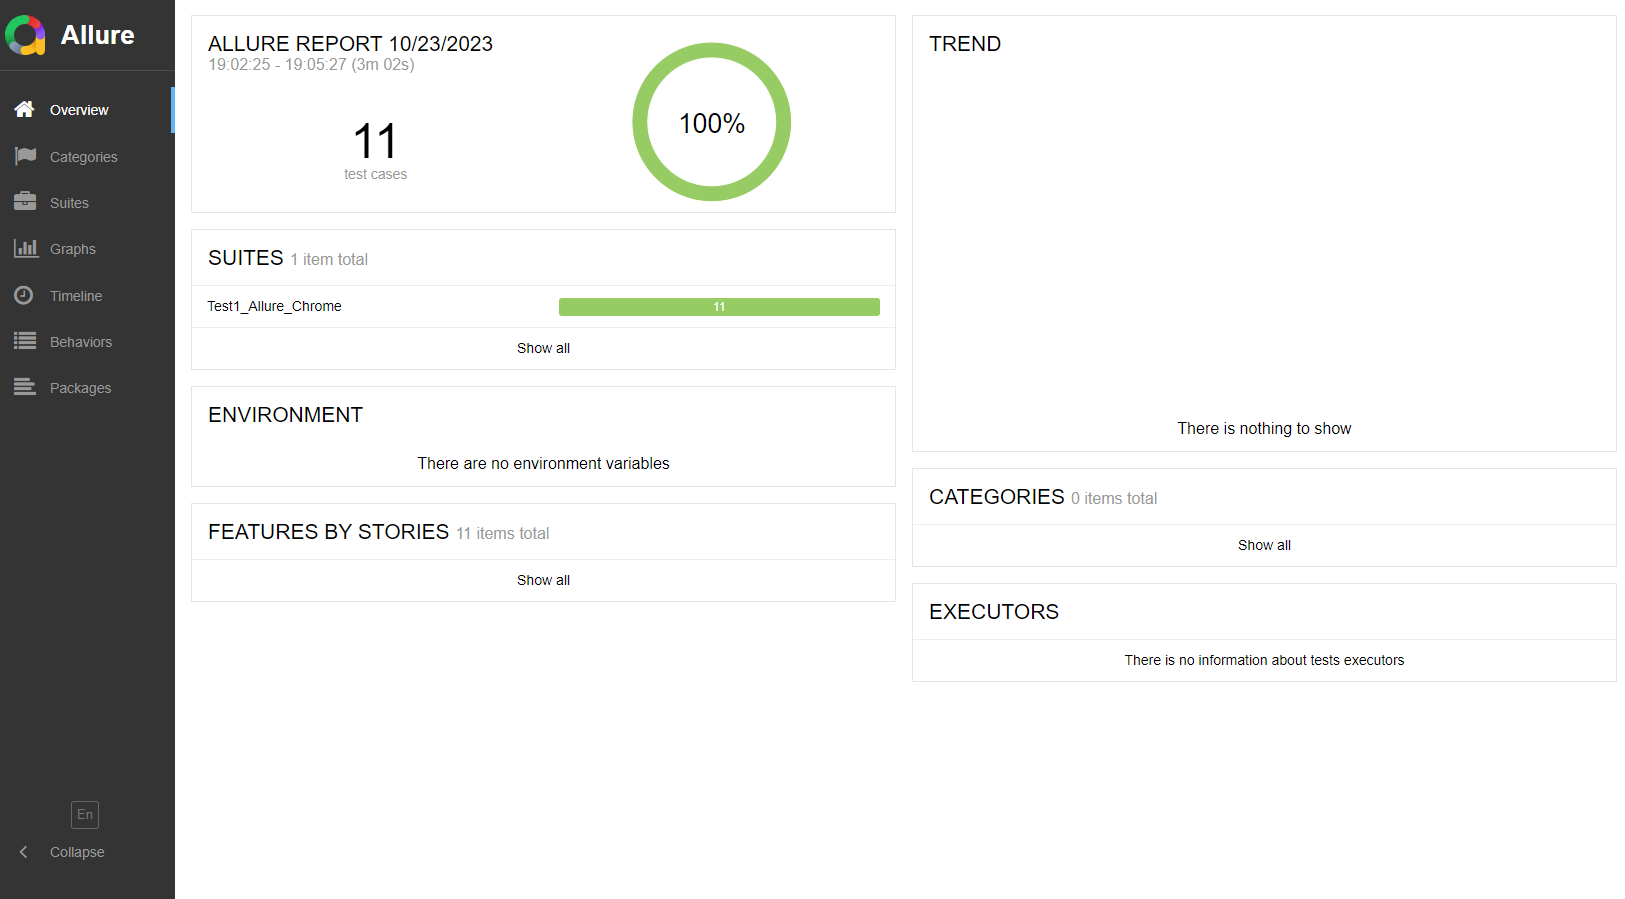 Allure
Overview
Categories
Suites
Graphs
Timeline
Behaviors
Packages
En
Collapse
ALLURE REPORT 10/23/2023
19:02:25 - 19:05:27 (3m 02s)
11
test cases
100%
SUITES 1 item total
Test1_Allure_Chrome 11
Show all
ENVIRONMENT
There are no environment variables
FEATURES BY STORIES 11 items total
Show all
TREND
There is nothing to show
CATEGORIES 0 items total
Show all
EXECUTORS
There is no information about tests executors